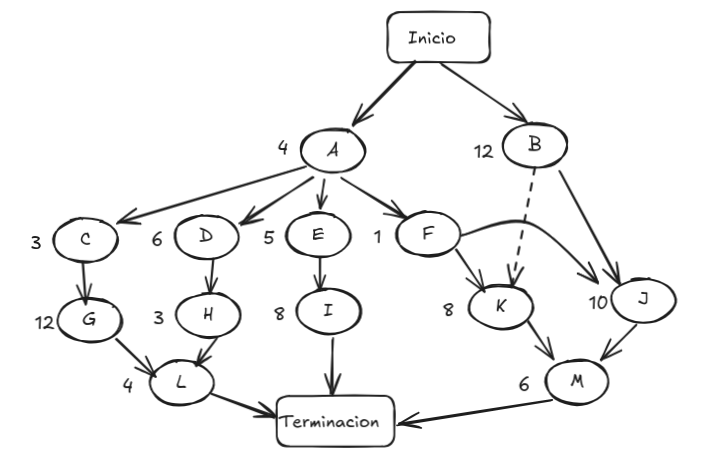 Inicio
4 A
12 B
3 C
6 D
5 E
1 F
12 G
3 H
8 I
8 K
10 J
4 L
6 M
Terminacion